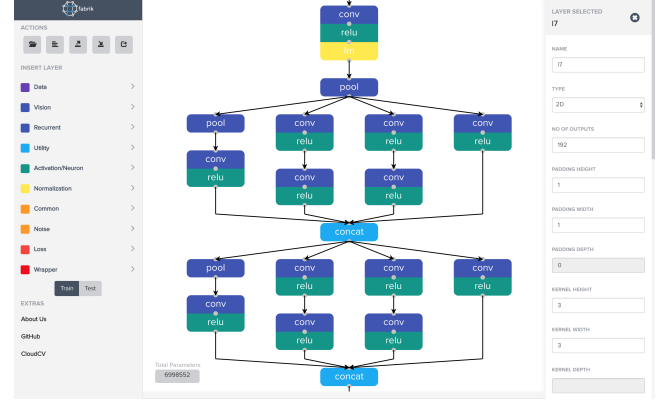 fabrik
ACTIONS
INSERT LAYER
Data
Vision
Recurrent
Utility
Activation/Neuron
Normalization
Common
Noise
Loss
Wrapper
Train Test
EXTRAS
About Us
GitHub
CloudCV
conv
relu
lrn
pool
pool conv conv conv
relu relu relu
conv
relu conv conv
relu relu
concat
pool conv conv conv
relu relu relu
conv
relu conv conv
relu relu
concat
Total Parameters
6998552
LAYER SELECTED
l7
NAME
l7
TYPE
2D
NO OF OUTPUTS
192
PADDING HEIGHT
1
PADDING WIDTH
1
PADDING DEPTH
0
KERNEL HEIGHT
3
KERNEL WIDTH
3
KERNEL DEPTH